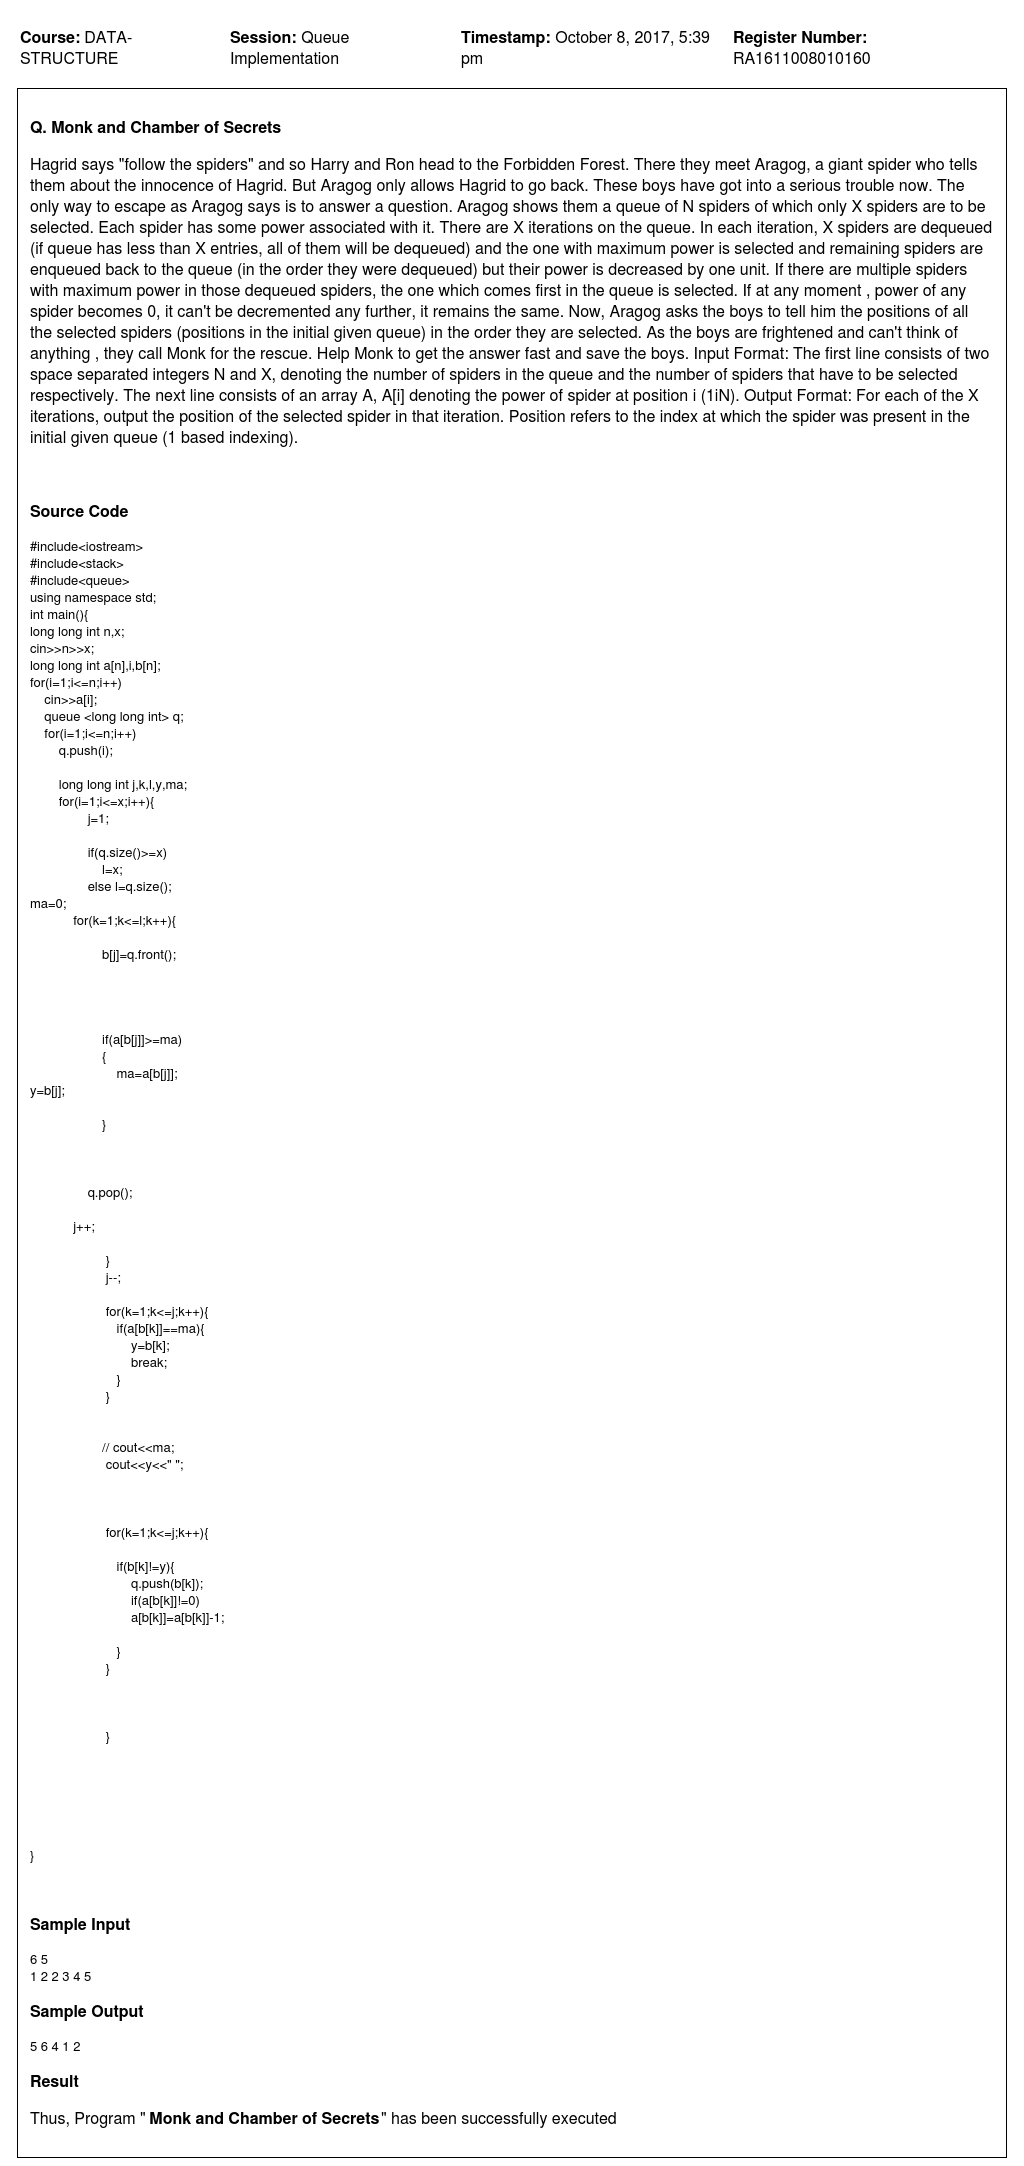 Course: DATA-STRUCTURE
Session: Queue Implementation
Timestamp: October 8, 2017, 5:39 pm
Register Number: RA1611008010160
Q. Monk and Chamber of Secrets
Hagrid says "follow the spiders" and so Harry and Ron head to the Forbidden Forest. There they meet Aragog, a giant spider who tells
them about the innocence of Hagrid. But Aragog only allows Hagrid to go back. These boys have got into a serious trouble now. The
only way to escape as Aragog says is to answer a question. Aragog shows them a queue of N spiders of which only X spiders are to be
selected. Each spider has some power associated with it. There are X iterations on the queue. In each iteration, X spiders are dequeued
(if queue has less than X entries, all of them will be dequeued) and the one with maximum power is selected and remaining spiders are
enqueued back to the queue (in the order they were dequeued) but their power is decreased by one unit. If there are multiple spiders
with maximum power in those dequeued spiders, the one which comes first in the queue is selected. If at any moment , power of any
spider becomes 0, it can't be decremented any further, it remains the same. Now, Aragog asks the boys to tell him the positions of all
the selected spiders (positions in the initial given queue) in the order they are selected. As the boys are frightened and can't think of
anything , they call Monk for the rescue. Help Monk to get the answer fast and save the boys. Input Format: The first line consists of two
space separated integers N and X, denoting the number of spiders in the queue and the number of spiders that have to be selected
respectively. The next line consists of an array A, A[i] denoting the power of spider at position i (1iN). Output Format: For each of the X
iterations, output the position of the selected spider in that iteration. Position refers to the index at which the spider was present in the
initial given queue (1 based indexing).
Source Code
#include<iostream>
#include<stack>
#include<queue>
using namespace std;
int main(){
long long int n,x;
cin>>n>>x;
long long int a[n],i,b[n];
for(i=1;i<=n;i++)
cin>>a[i];
queue <long long int> q;
for(i=1;i<=n;i++)
q.push(i);
long long int j,k,l,y,ma;
for(i=1;i<=x;i++){
j=1;
if(q.size()>=x)
l=x;
else l=q.size();
ma=0;
for(k=1;k<=l;k++){
b[j]=q.front();
if(a[b[j]]>=ma)
{
ma=a[b[j]];
y=b[j];
}
q.pop();
j++;
}
j--;
for(k=1;k<=j;k++){
if(a[b[k]]==ma){
y=b[k];
break;
}
}
// cout<<ma;
cout<<y<<" ";
for(k=1;k<=j;k++){
if(b[k]!=y){
q.push(b[k]);
if(a[b[k]]!=0)
a[b[k]]=a[b[k]]-1;
}
}
}
}
Sample Input
6 5
1 2 2 3 4 5
Sample Output
5 6 4 1 2
Result
Thus, Program " Monk and Chamber of Secrets" has been successfully executed